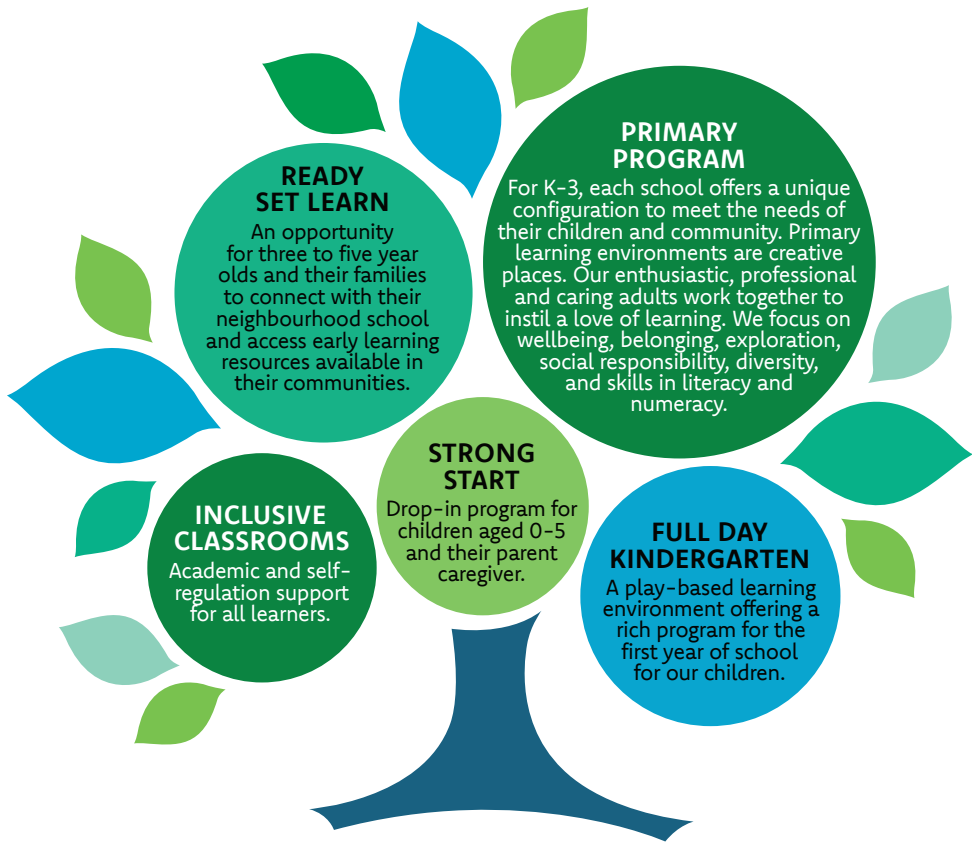 READY
SET LEARN
An opportunity
for three to five year
olds and their families
to connect with their
neighbourhood school
and access early learning
resources available in
their communities.
PRIMARY
PROGRAM
For K-3, each school offers a unique
configuration to meet the needs of
their children and community. Primary
learning environments are creative
places. Our enthusiastic, professional
and caring adults work together to
instil a love of learning. We focus on
wellbeing, belonging, exploration,
social responsibility, diversity,
and skills in literacy and
numeracy.
INCLUSIVE
CLASSROOMS
Academic and self-
regulation support
for all learners.
STRONG
START
Drop-in program for
children aged 0-5
and their parent
caregiver.
FULL DAY
KINDERGARTEN
A play-based learning
environment offering a
rich program for the
first year of school
for our children.